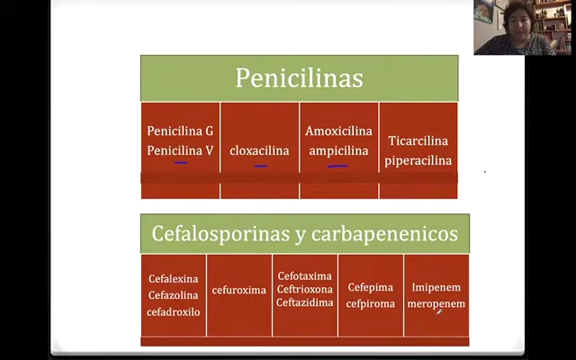 Penicilinas
Penicilina G
Penicilina V
cloxacilina
Amoxicilina
ampicilina
Ticarcilina
piperacilina
Cefalosporinas y carbapenenicos
Cefalexina
Cefazolina
cefadroxilo
cefuroxima
Cefotaxima
Ceftrioxona
Ceftazidima
Cefepima
cefpiroma
Imipenem
meropenem